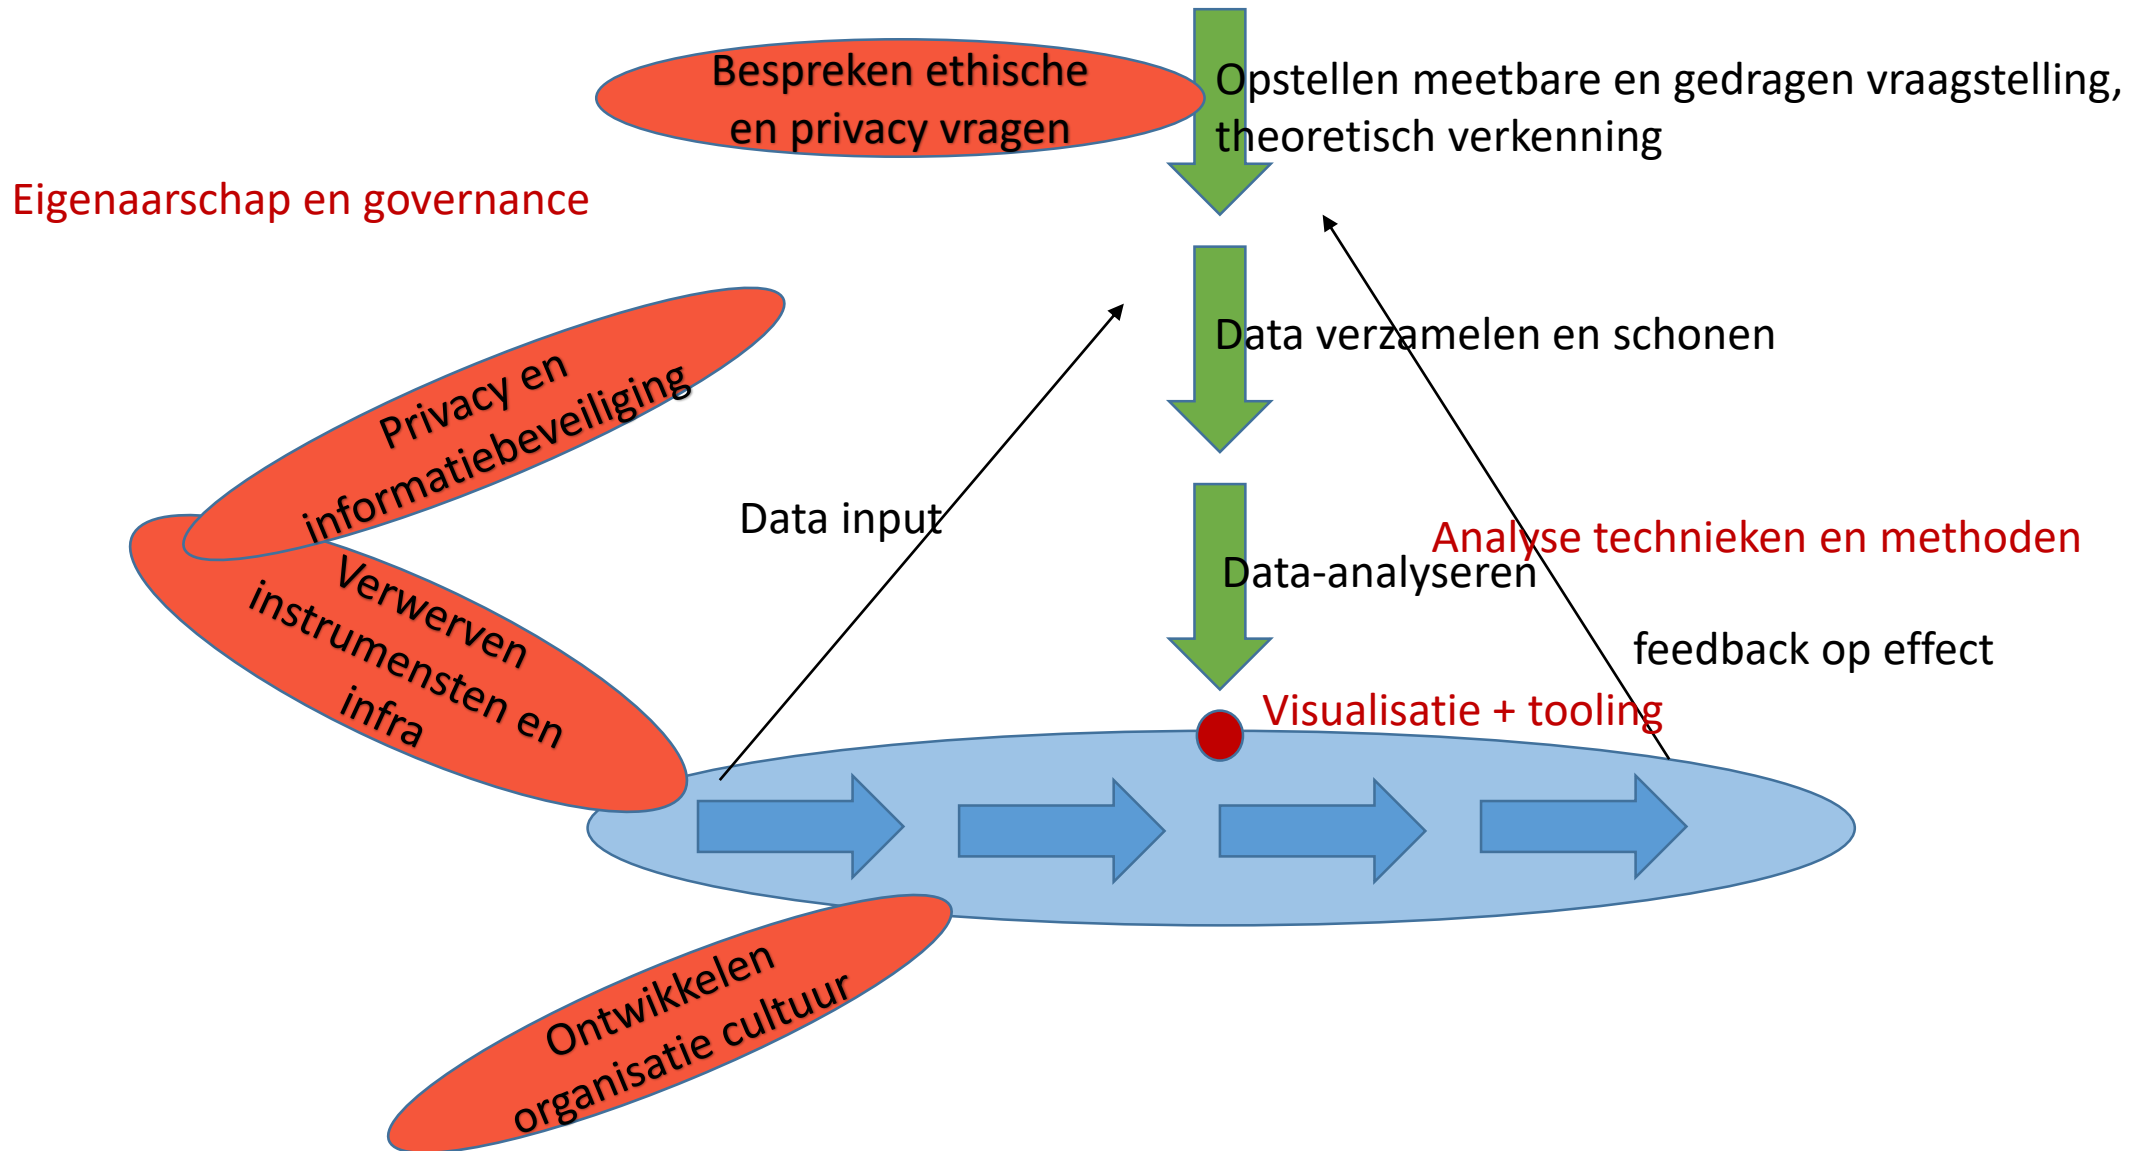 Bespreken ethische
en privacy vragen
Opstellen meetbare en gedragen vraagstelling,
theoretisch verkenning
Eigenaarschap en governance
Data verzamelen en schonen
Privacy en
informatiebeveiliging
Data input
Analyse technieken en methoden
Data-analyseren
Verwerven
instrumensten en
infra
feedback op effect
Visualisatie + tooling
Ontwikkelen
organisatie cultuur